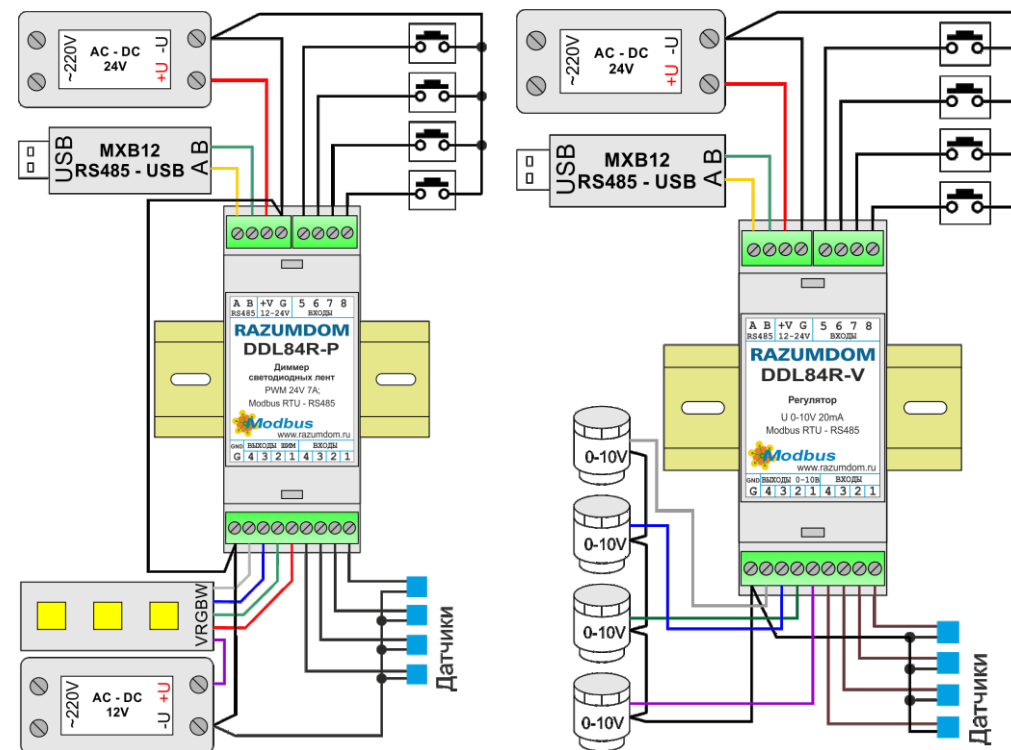 ~220V
AC - DC
24V
-U
+U
USB
MXB12
RS485 - USB
A B
A B +V G 5 6 7 8
RS485 12-24V ВХОДЫ
RAZUMDOM
DDL84R-P
Диммер
светодиодных лент
PWM 24V 7A;
Modbus RTU - RS485
Modbus
www.razumdom.ru
GND ВЫХОДЫ ШИМ ВХОДЫ
G 4 3 2 1 4 3 2 1
VRGBW
~220V
AC - DC
12V
-U
+U
Датчики
~220V
AC - DC
24V
-U
+U
USB
MXB12
RS485 - USB
A B
A B +V G 5 6 7 8
RS485 12-24V ВХОДЫ
RAZUMDOM
DDL84R-V
Регулятор
U 0-10V 20mA
Modbus RTU - RS485
Modbus
www.razumdom.ru
GND ВЫХОДЫ 0-10В ВХОДЫ
G 4 3 2 1 4 3 2 1
0-10V
0-10V
0-10V
0-10V
Датчики